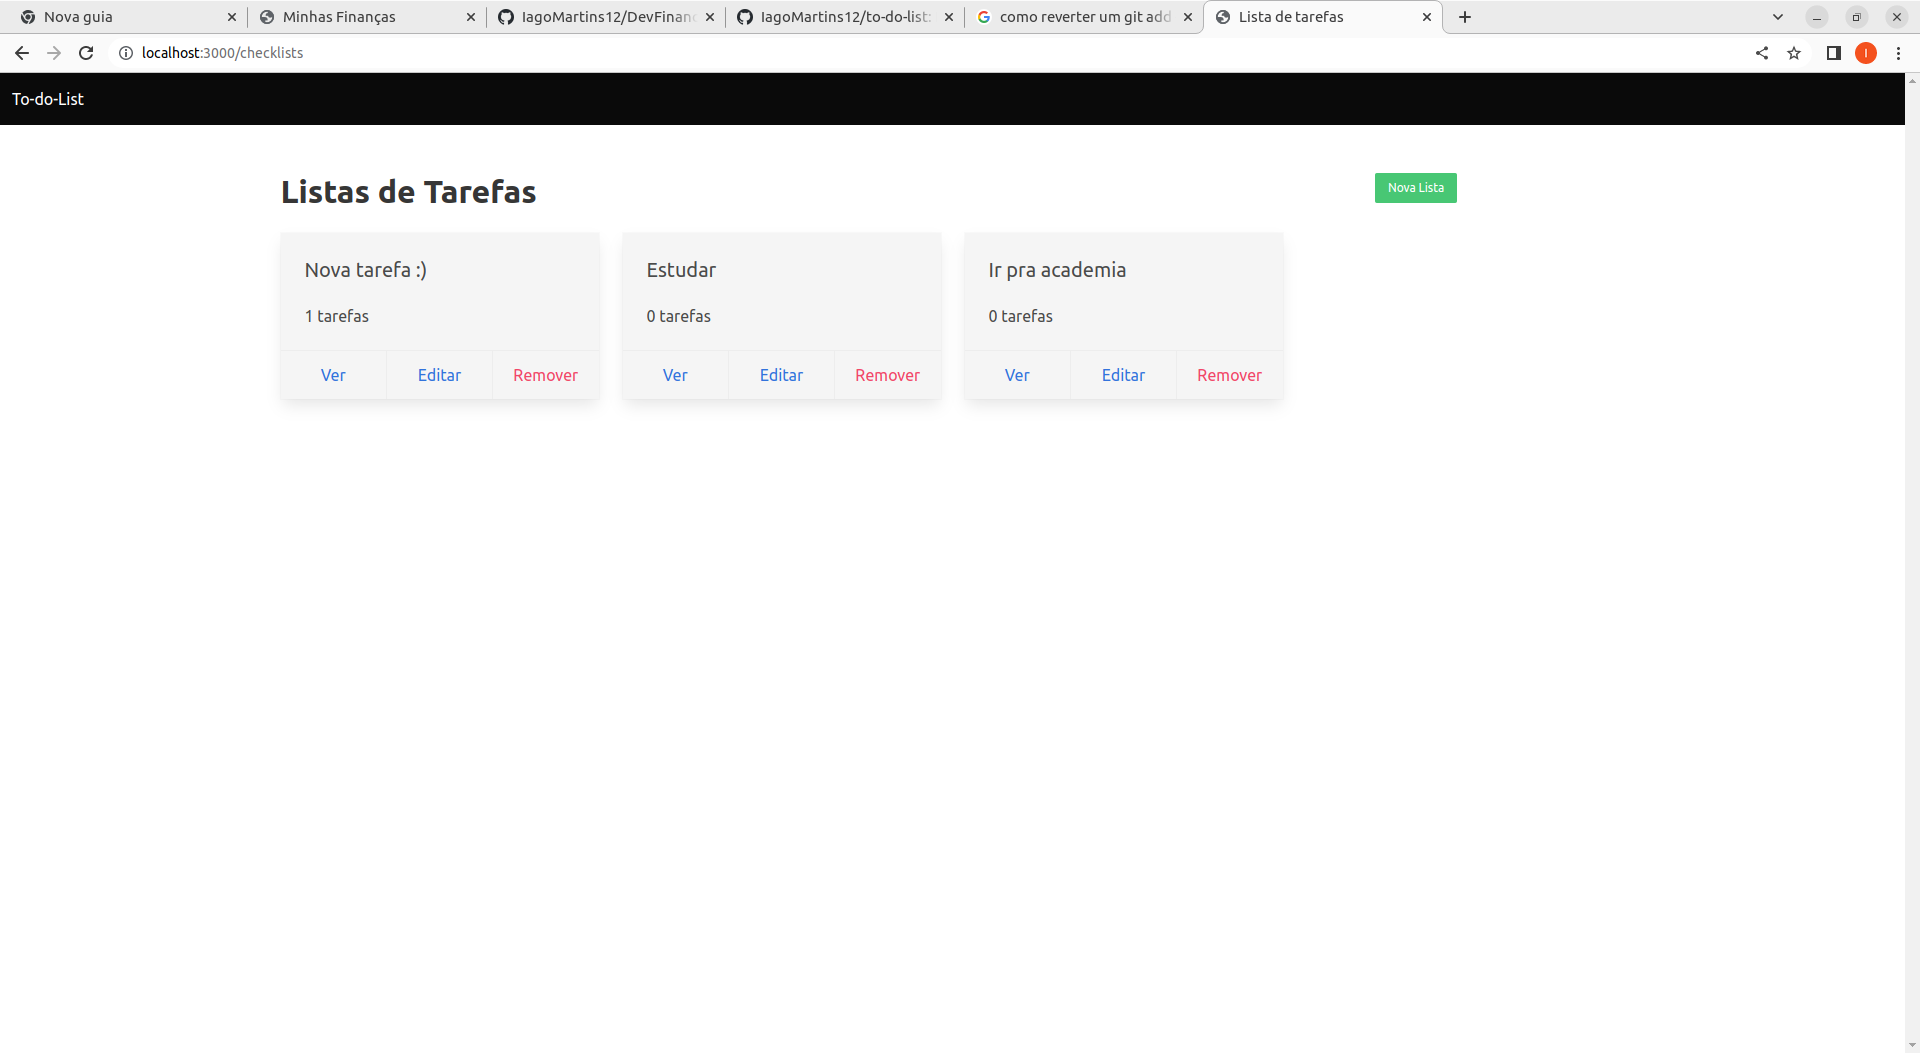 Nova guia
Minhas Finanças
IagoMartins12/DevFinan
IagoMartins12/to-do-list:
como reverter um git add
Lista de tarefas
localhost:3000/checklists
I
To-do-List
Listas de Tarefas
Nova Lista
Nova tarefa :)
1 tarefas
Ver Editar Remover
Estudar
0 tarefas
Ver Editar Remover
Ir pra academia
0 tarefas
Ver Editar Remover